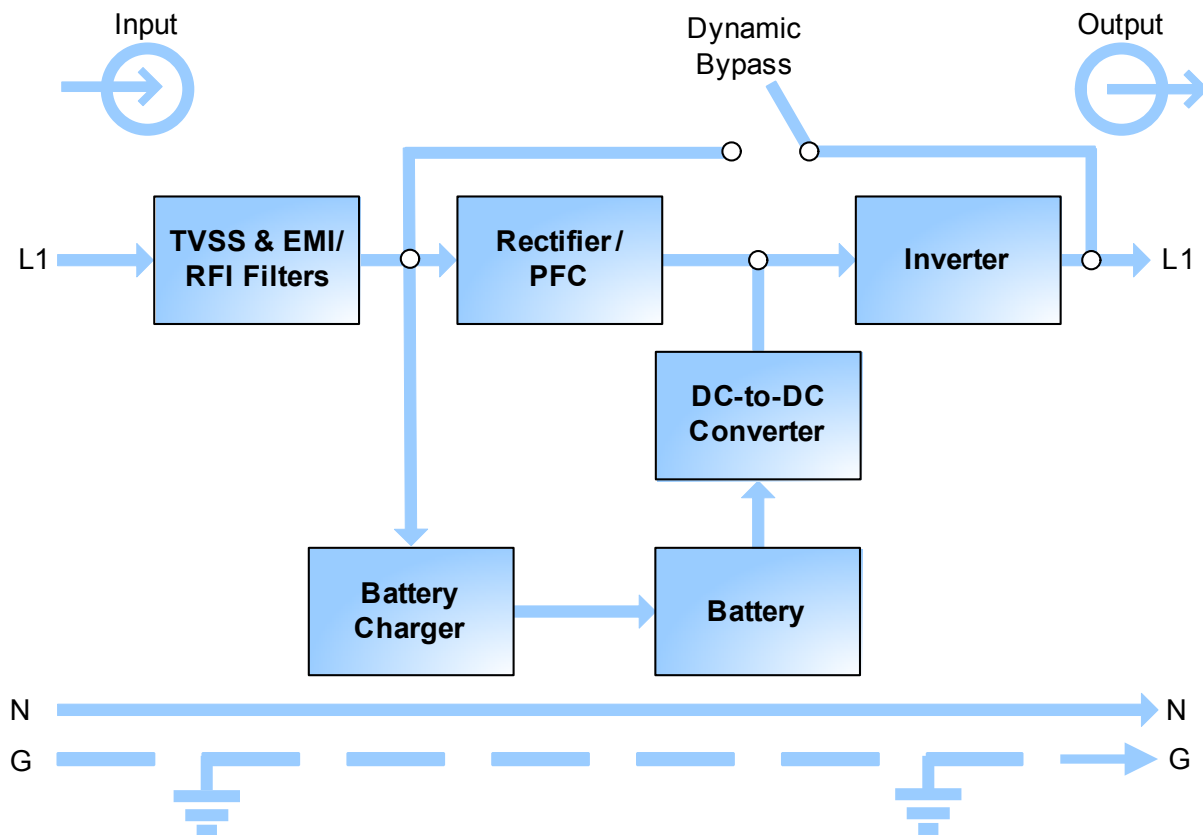 Input
Dynamic
Bypass
Output
L1
TVSS & EMI/
RFI Filters
Rectifier/
PFC
Inverter
L1
DC-to-DC
Converter
Battery
Charger
Battery
N
N
G
G